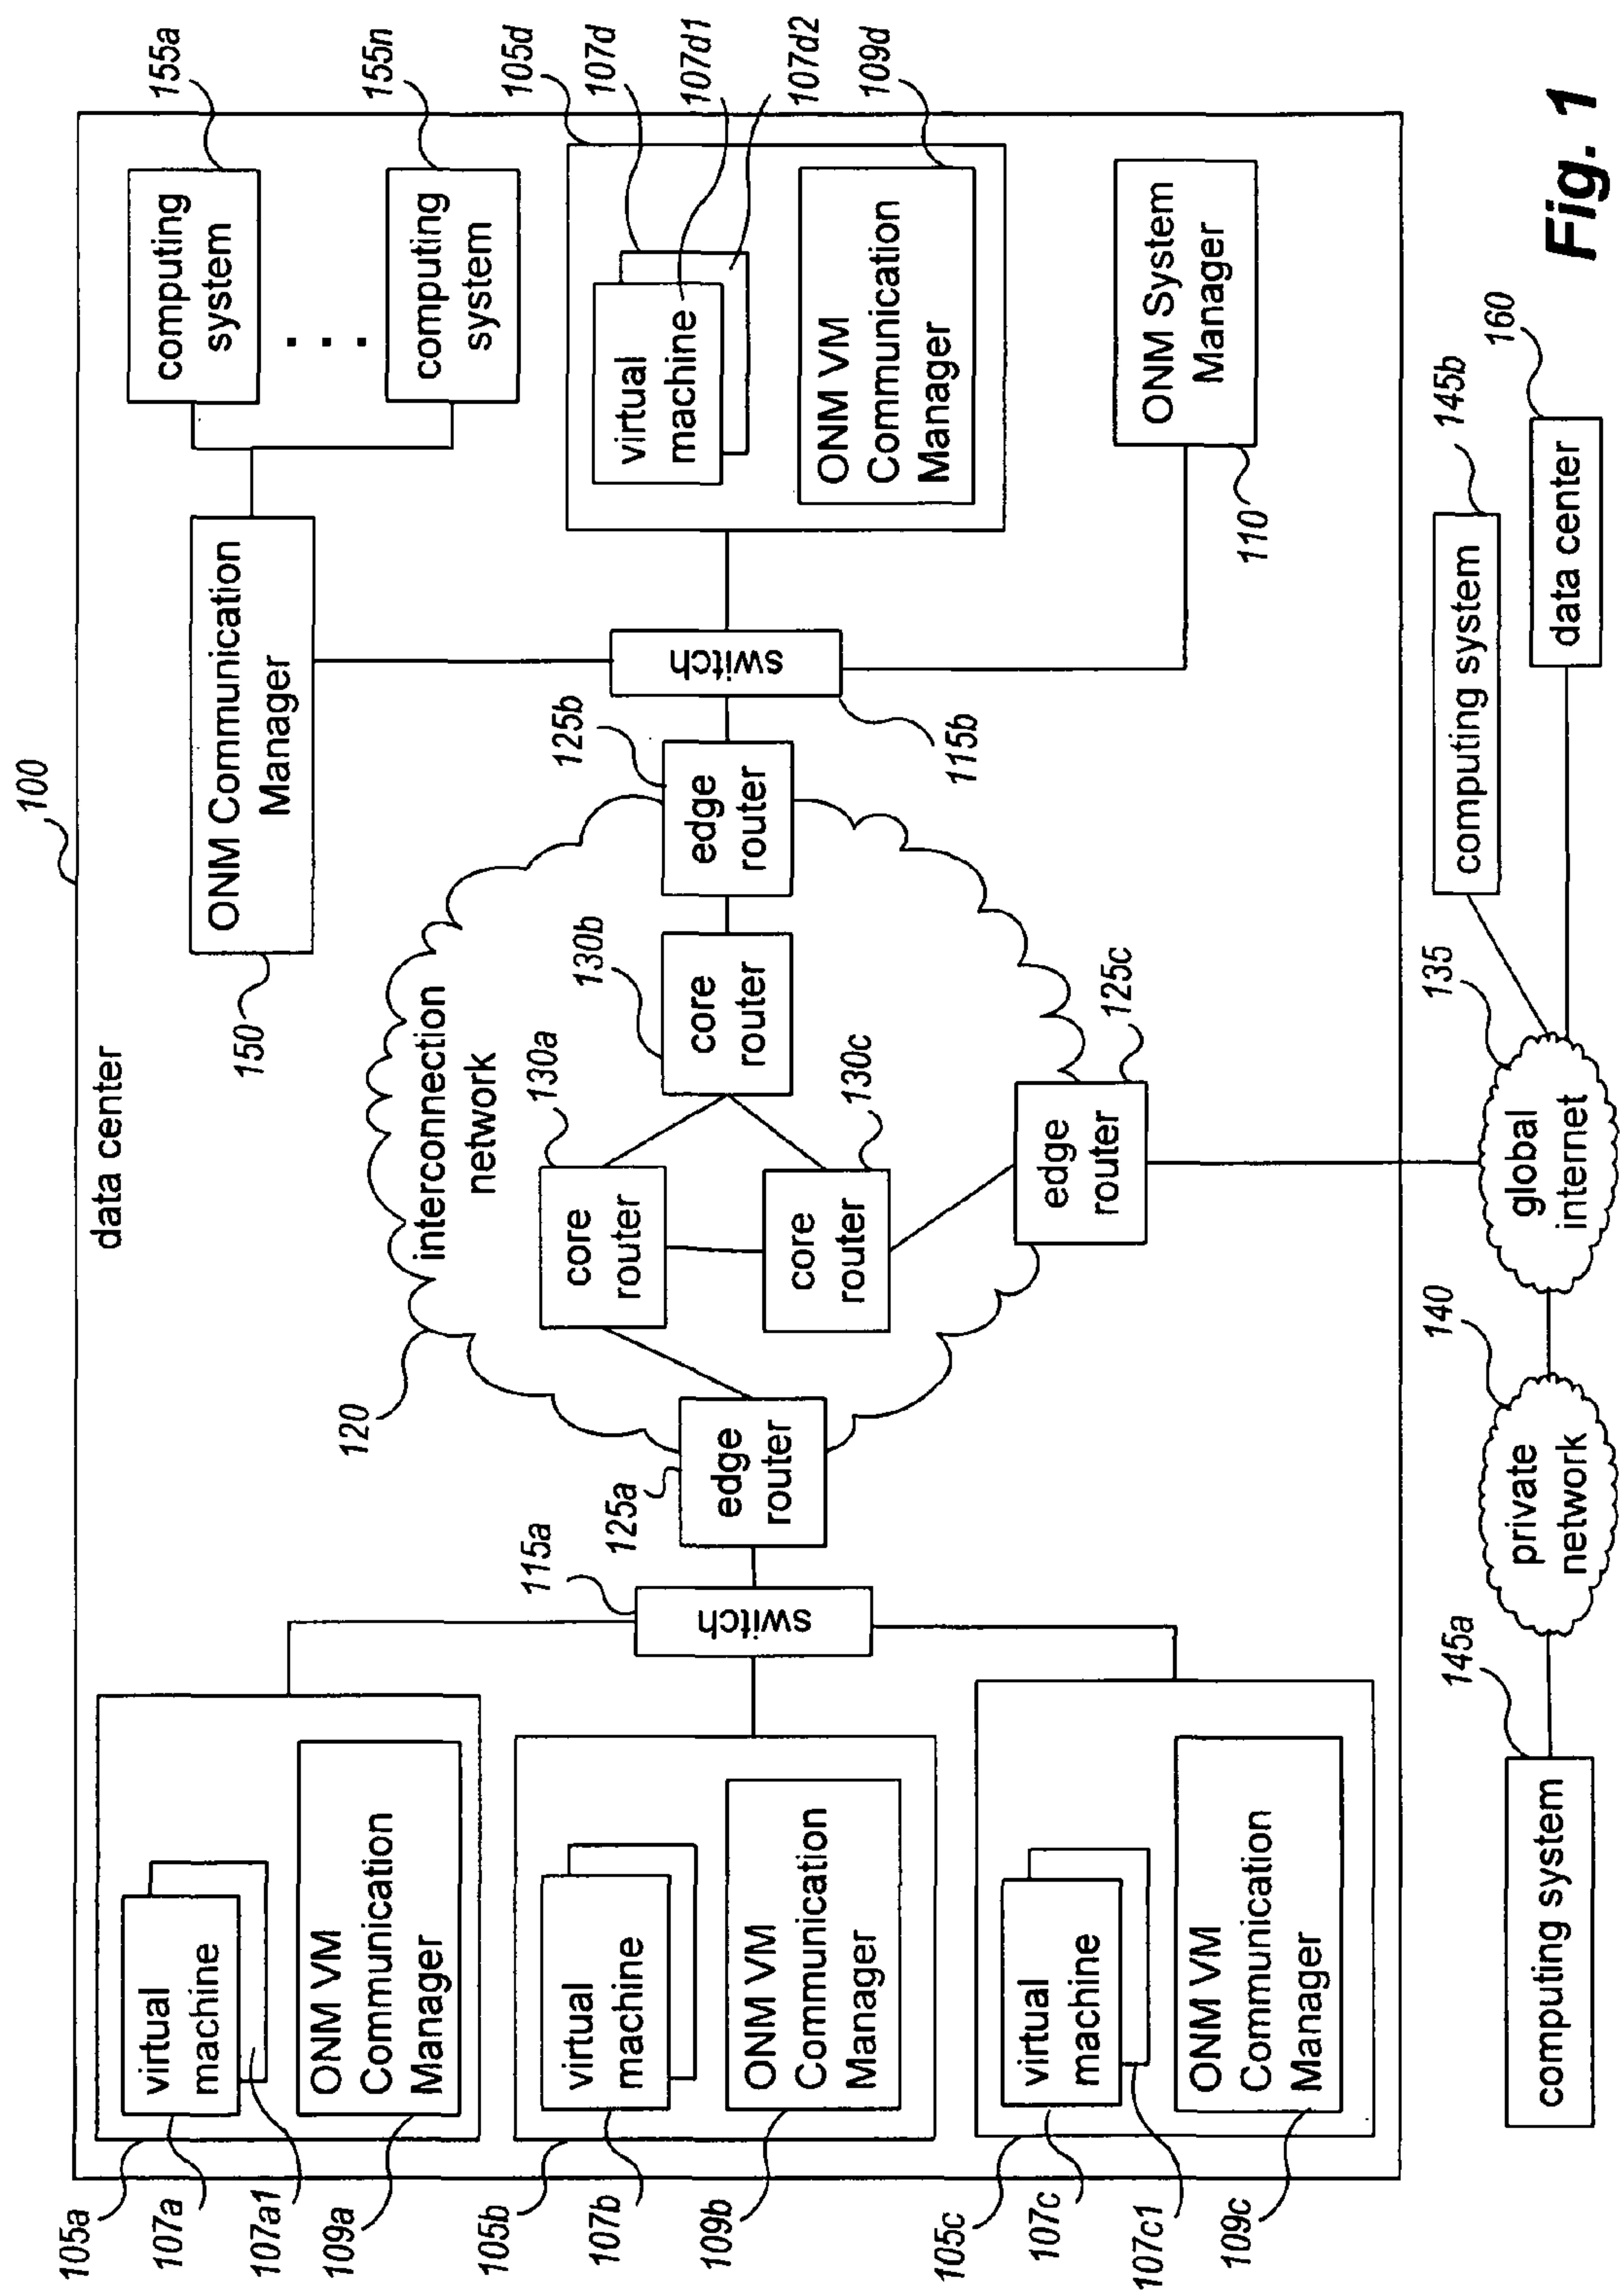 100
data center
105a
107a
107a1
109a
virtual
machine
ONM VM
Communication
Manager
105b
107b
109b
virtual
machine
ONM VM
Communication
Manager
105c
107c
107c1
109c
virtual
machine
ONM VM
Communication
Manager
115a
switch
120
interconnection
network
125a
edge
router
130a
core
router
130b
core
router
130c
core
router
125b
edge
router
125c
edge
router
115b
switch
150
ONM Communication
Manager
155a
computing
system
. . .
155n
computing
system
105d
107d
107d1
107d2
109d
virtual
machine
ONM VM
Communication
Manager
110
ONM System
Manager
145a
computing system
140
private
network
135
global
internet
145b
computing system
160
data center
Fig. 1